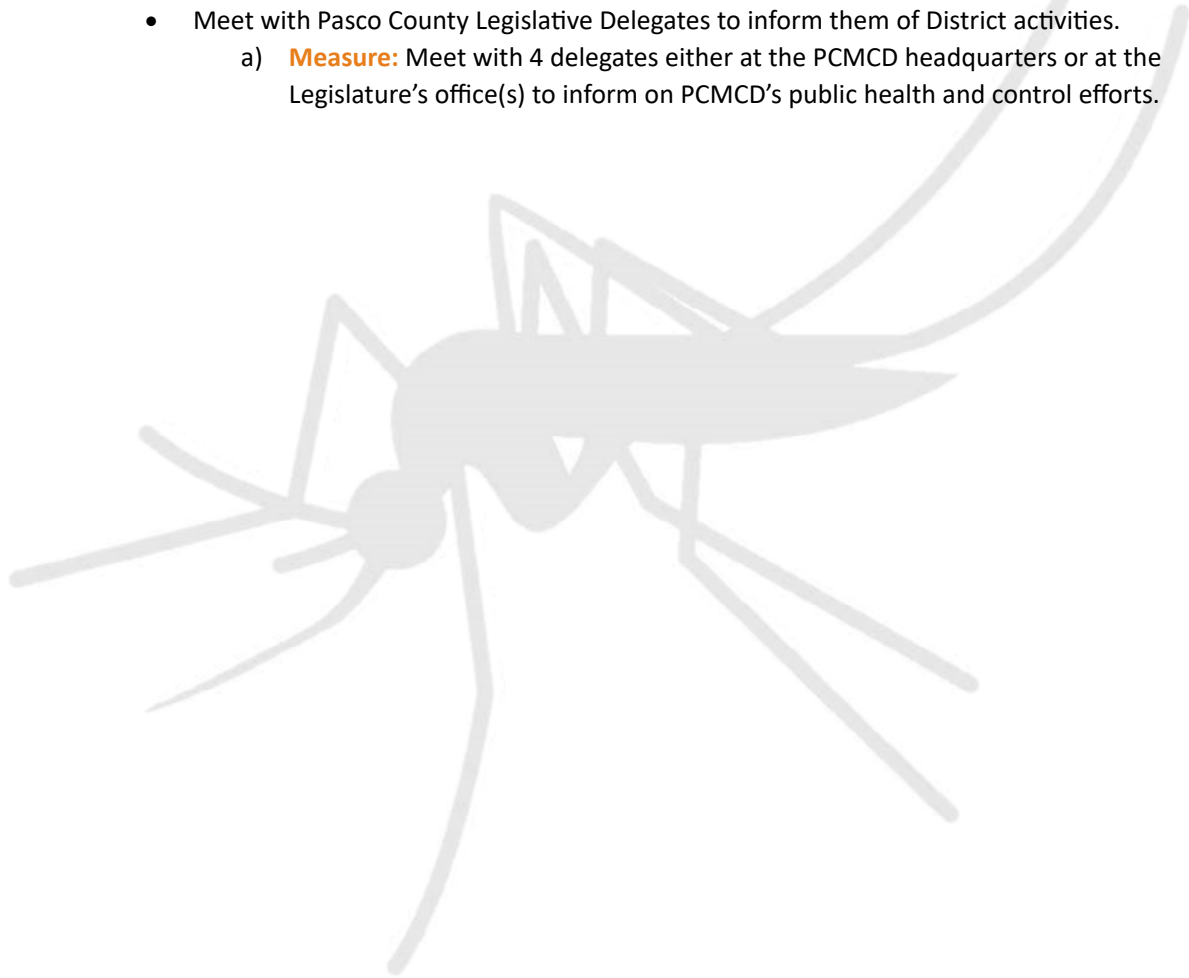 • Meet with Pasco County Legislative Delegates to inform them of District activities.
a) Measure: Meet with 4 delegates either at the PCMCD headquarters or at the
Legislature's office(s) to inform on PCMCD's public health and control efforts.